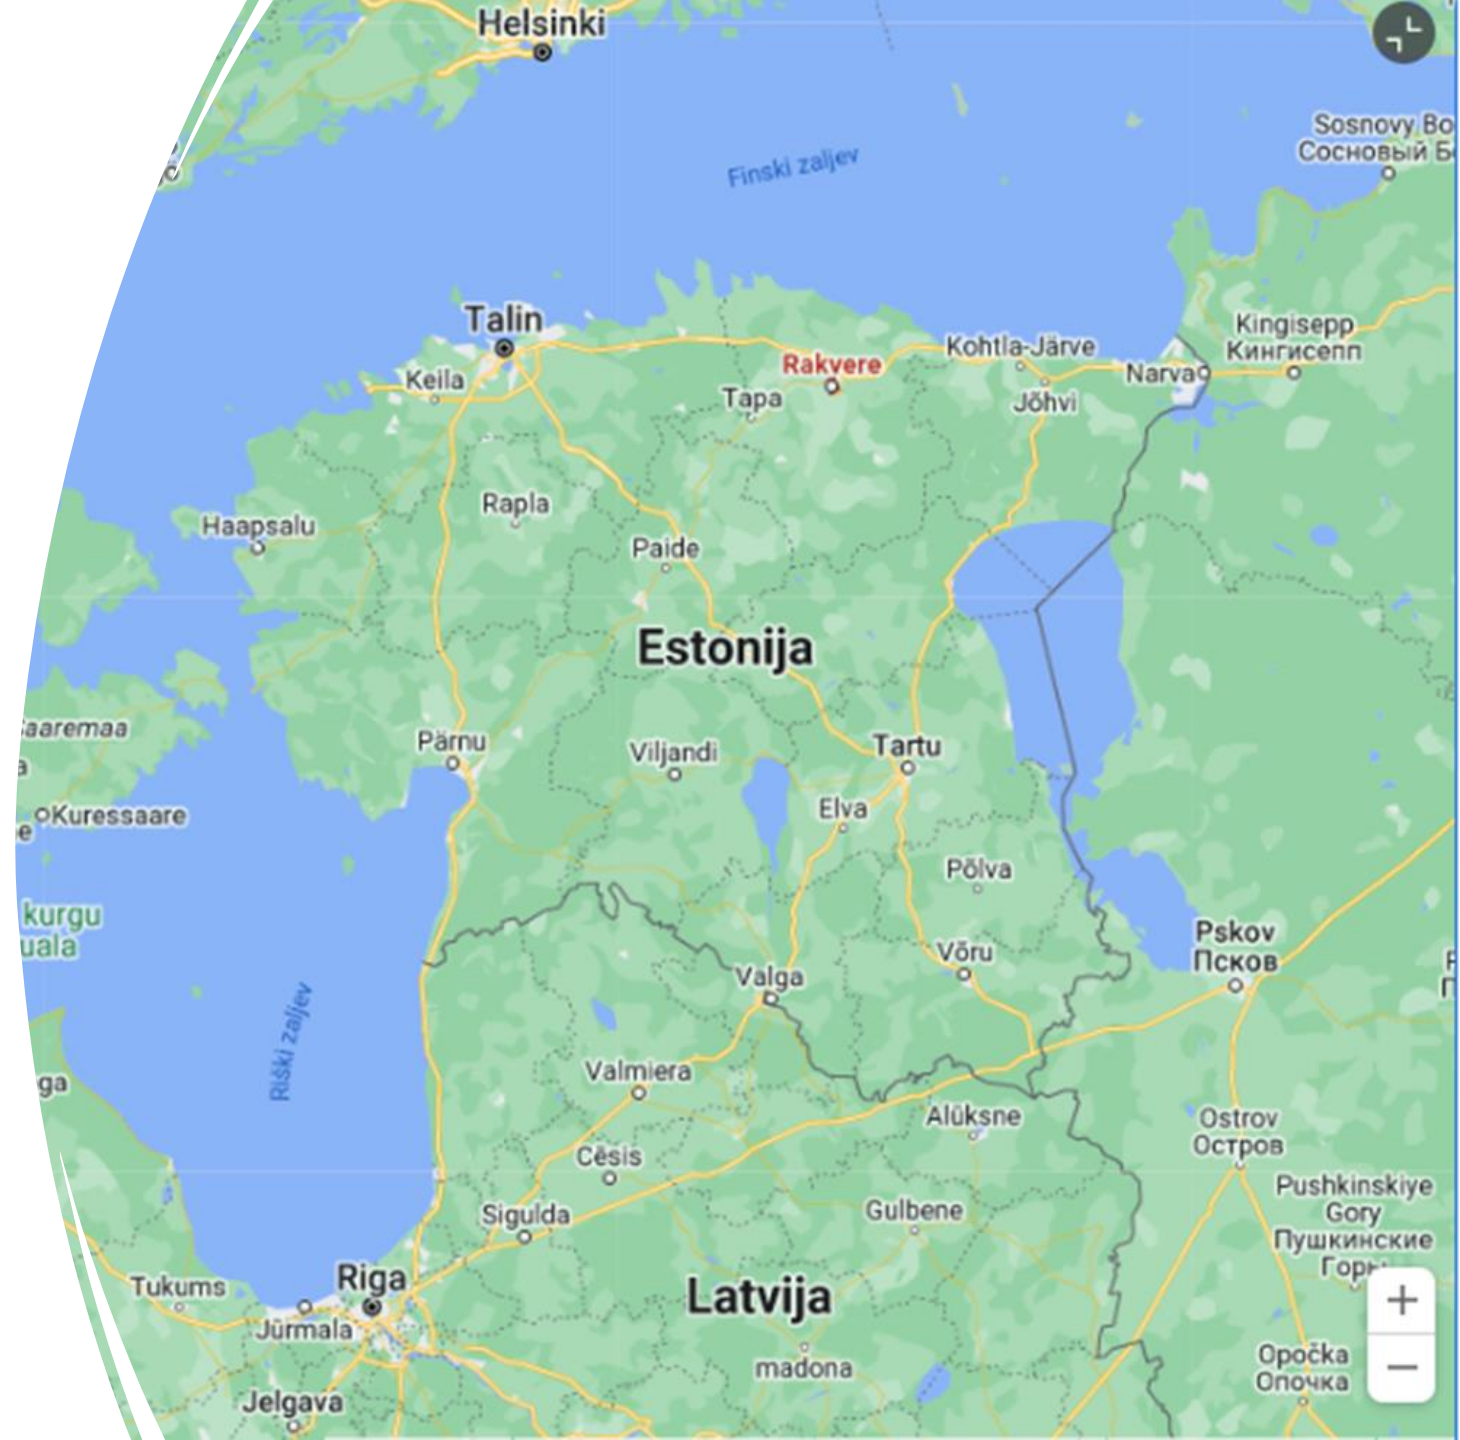 Helsinki
Sosnovy Bo
Сосновый Б
Finski zaljev
Talin
Kingisepp
Кингисепп
Kohtla-Järve
Rakvere
Narva
Keila
Tapa
Jõhvi
Rapla
Haapsalu
Paide
Estonija
aaremaa
a
Pärnu
Viljandi
Tartu
Kuressaare
e
Elva
Põlva
kurgu
uala
Pskov
Псков
Võru
Valga
Riški zaljev
Valmiera
ga
Alūksne
Ostrov
Остров
Cēsis
Pushkinskiye
Gory
Пушкинские
Горы
Sigulda
Gulbene
Riga
Tukums
Latvija
Jūrmala
madona
Opočka
Опочка
Jelgava